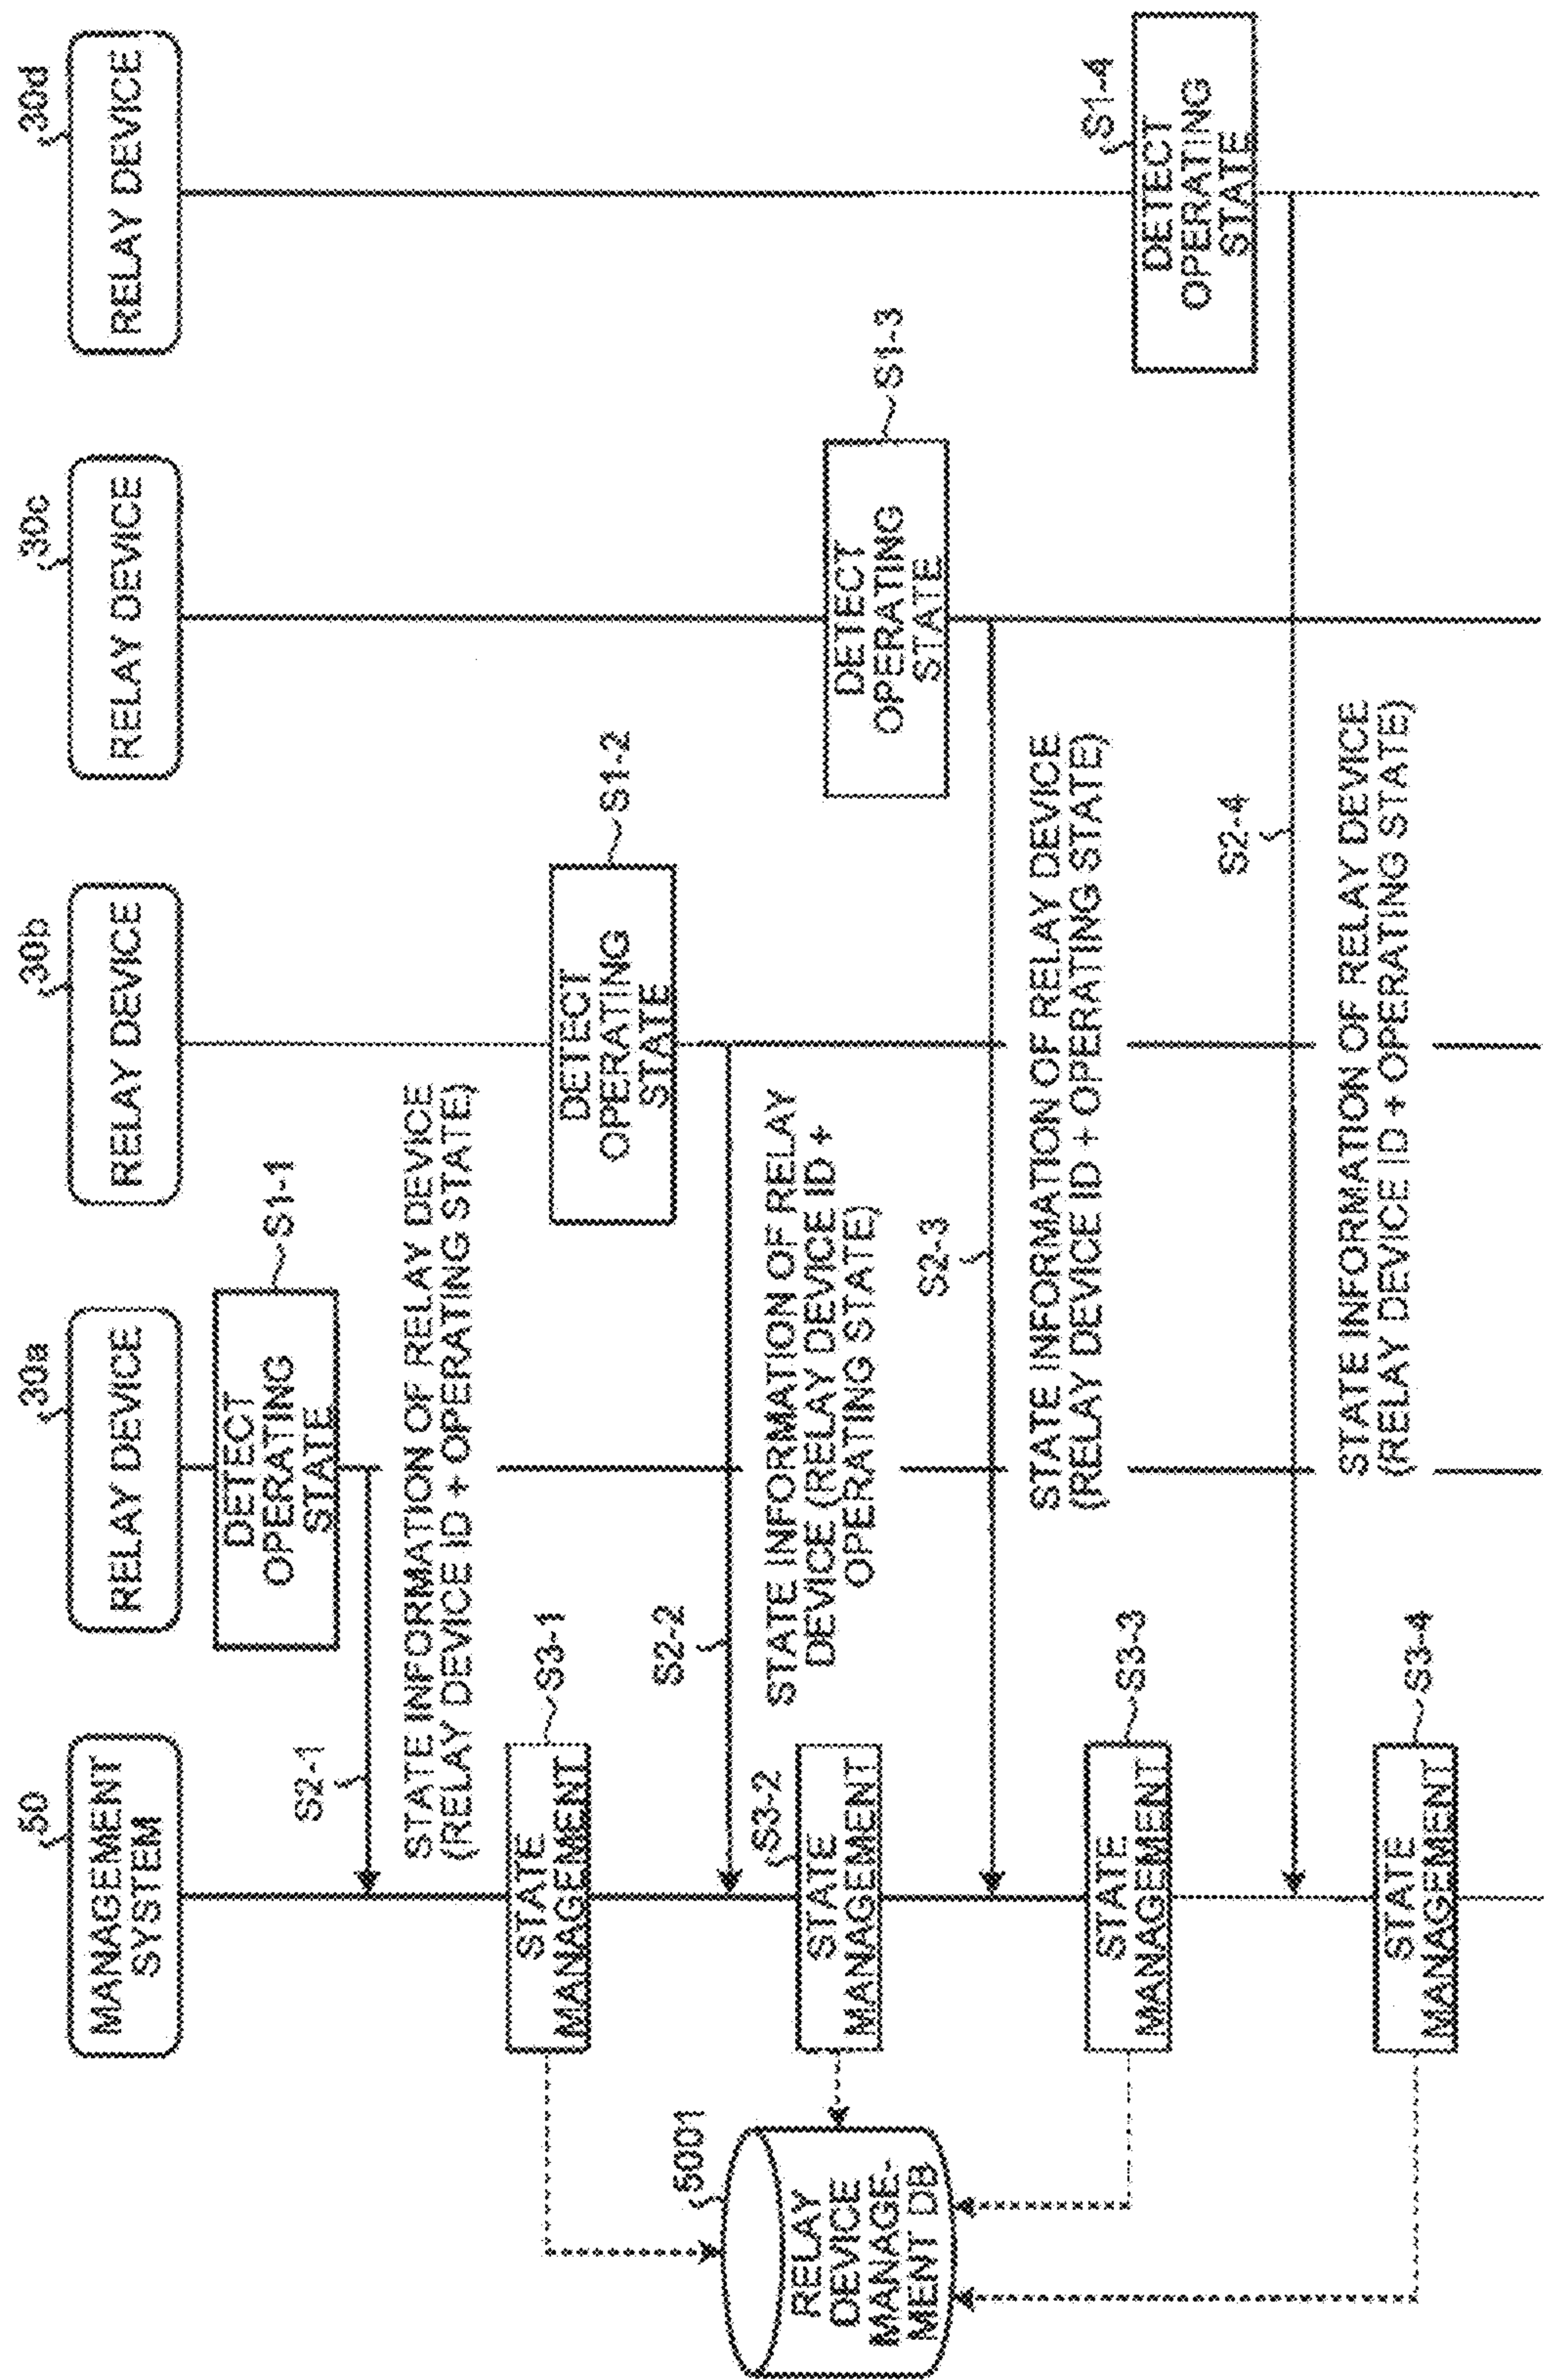 50
MANAGEMENT
SYSTEM
30a
RELAY DEVICE
30b
RELAY DEVICE
30c
RELAY DEVICE
30d
RELAY DEVICE
S1-1
DETECT
OPERATING
STATE
S2-1
STATE INFORMATION OF RELAY DEVICE
(RELAY DEVICE ID + OPERATING STATE)
S3-1
STATE
MANAGEMENT
S1-2
DETECT
OPERATING
STATE
S2-2
STATE INFORMATION OF RELAY
DEVICE (RELAY DEVICE ID +
OPERATING STATE)
S3-2
STATE
MANAGEMENT
5001
RELAY
DEVICE
MANAGE-
MENT DB
S1-3
DETECT
OPERATING
STATE
S2-3
STATE INFORMATION OF RELAY DEVICE
(RELAY DEVICE ID + OPERATING STATE)
S3-3
STATE
MANAGEMENT
S1-4
DETECT
OPERATING
STATE
S2-4
STATE INFORMATION OF RELAY DEVICE
(RELAY DEVICE ID + OPERATING STATE)
S3-4
STATE
MANAGEMENT